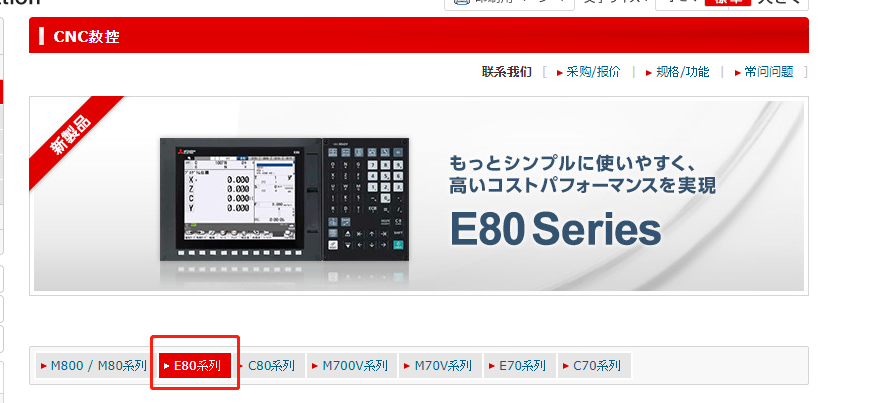 CNC数控
联系我们 [ ▸采购/报价 | ▸规格/功能 | ▸常问问题 ]
新製品
もっとシンプルに使いやすく、
高いコストパフォーマンスを実現
E80 Series
X 0.000
Z 0.000
C 0.000
Y 0.000
▸M800 / M80系列 ▸E80系列 ▸C80系列 ▸M700V系列 ▸M70V系列 ▸E70系列 ▸C70系列